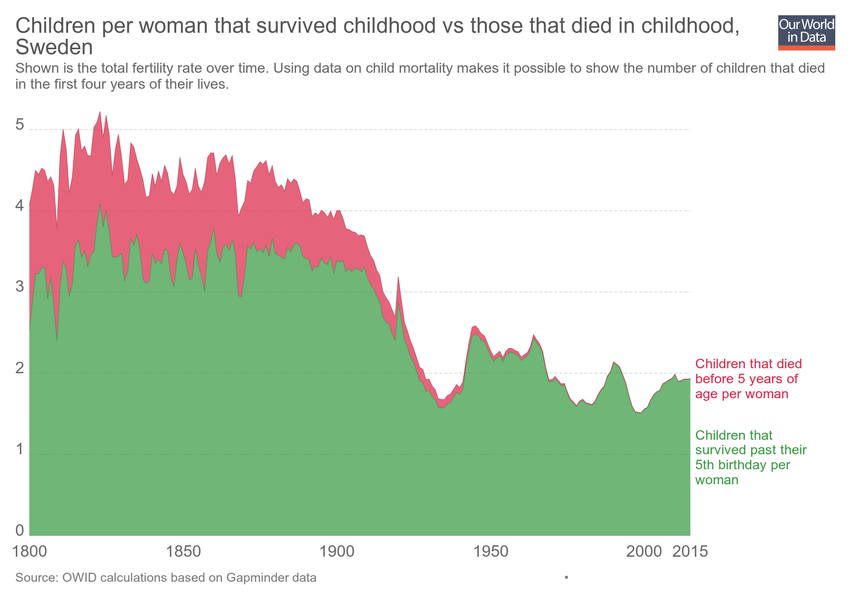 Children per woman that survived childhood vs those that died in childhood,
Sweden
Our World
in Data
Shown is the total fertility rate over time. Using data on child mortality makes it possible to show the number of children that died
in the first four years of their lives.
5
4
3
2
1
0
Children that died
before 5 years of
age per woman
Children that
survived past their
5th birthday per
woman
1800 1850 1900 1950 2000 2015
Source: OWID calculations based on Gapminder data